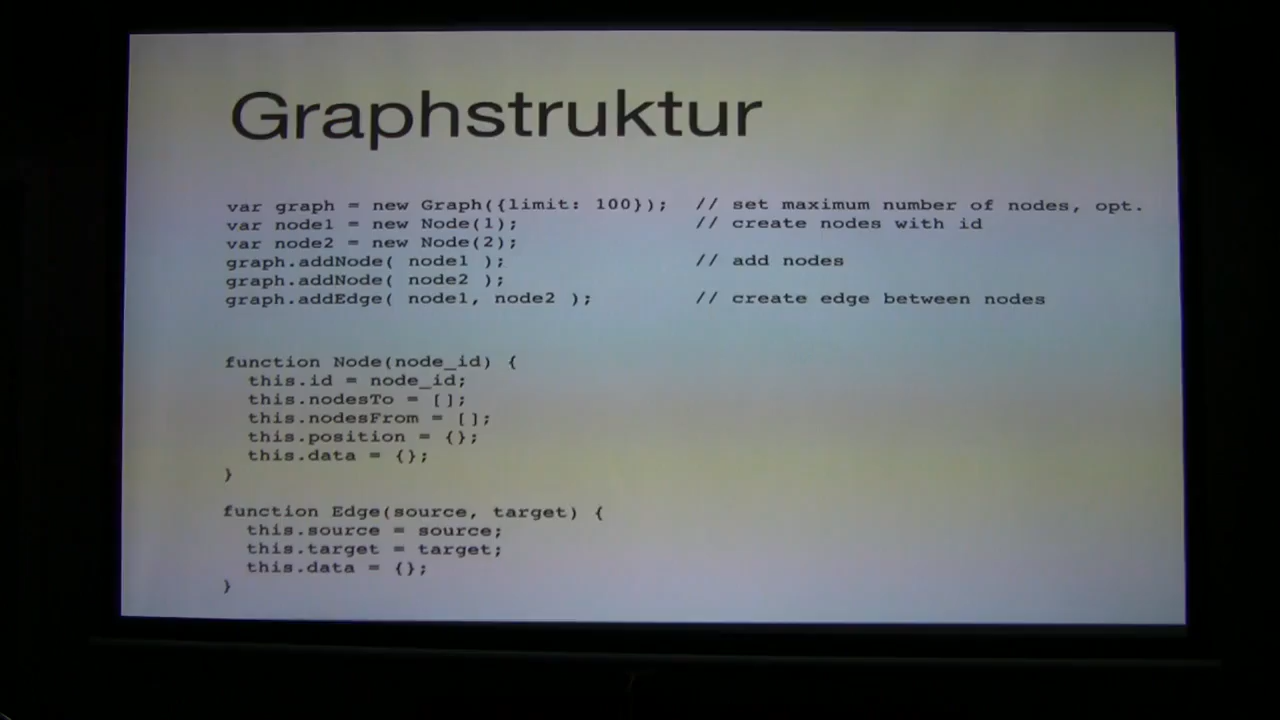 Graphstruktur
var graph = new Graph({limit: 100});  // set maximum number of nodes, opt.
var node1 = new Node(1);              // create nodes with id
var node2 = new Node(2);
graph.addNode( node1 );               // add nodes
graph.addNode( node2 );
graph.addEdge( node1, node2 );        // create edge between nodes
function Node(node_id) {
  this.id = node_id;
  this.nodesTo = [];
  this.nodesFrom = [];
  this.position = {};
  this.data = {};
}
function Edge(source, target) {
  this.source = source;
  this.target = target;
  this.data = {};
}